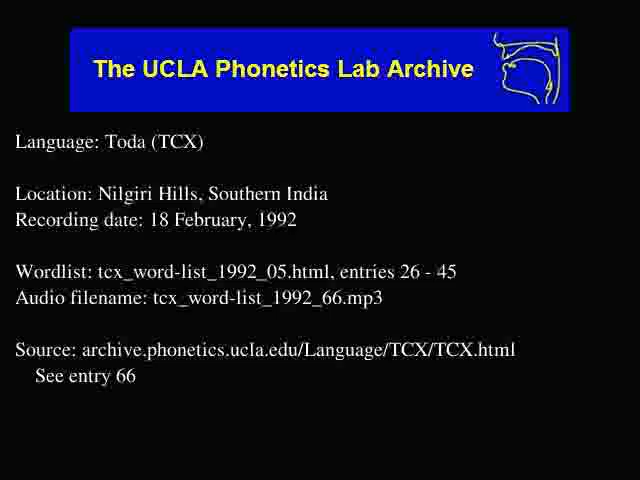 The UCLA Phonetics Lab Archive
Language: Toda (TCX)
Location: Nilgiri Hills, Southern India
Recording date: 18 February, 1992
Wordlist: tcx_word-list_1992_05.html, entries 26 - 45
Audio filename: tcx_word-list_1992_66.mp3
Source: archive.phonetics.ucla.edu/Language/TCX/TCX.html
See entry 66